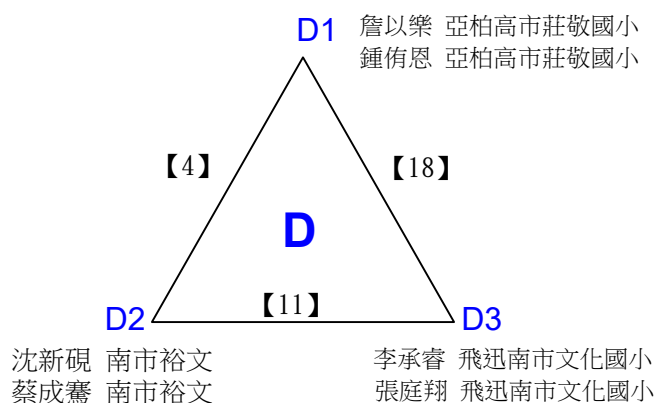 D1
詹以樂 亞柏高市莊敬國小
鍾侑恩 亞柏高市莊敬國小
【4】
【18】
D
【11】
D2
D3
沈新硯 南市裕文
蔡成騫 南市裕文
李承睿 飛迅南市文化國小
張庭翔 飛迅南市文化國小